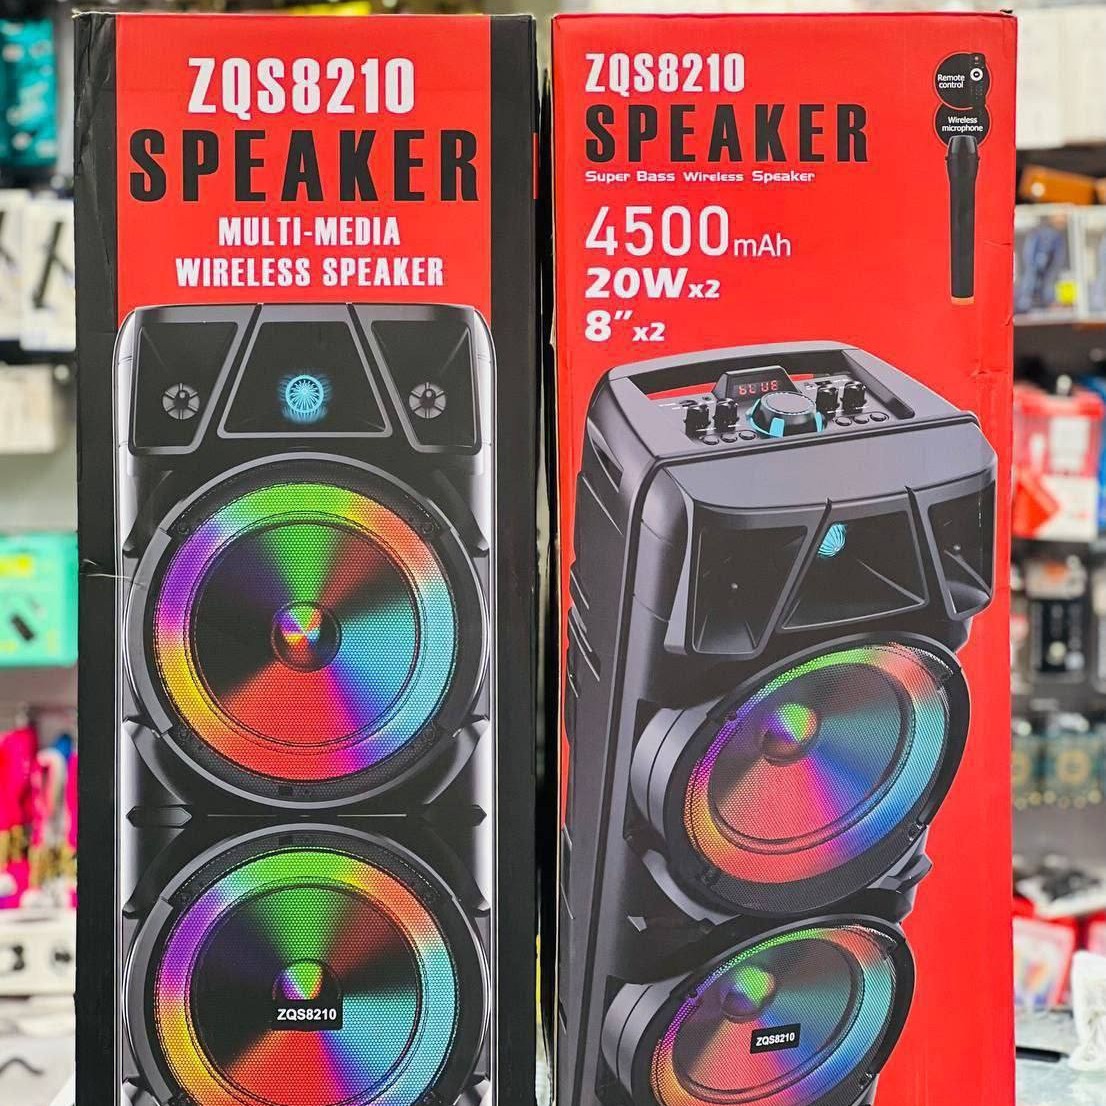 ZQS8210
SPEAKER
MULTI-MEDIA
WIRELESS SPEAKER
ZQS8210
ZQS8210
SPEAKER
Super Bass Wireless Speaker
4500mAh
20Wx2
8"x2
Remote
control
Wireless
microphone
BLUE
ZQS8210